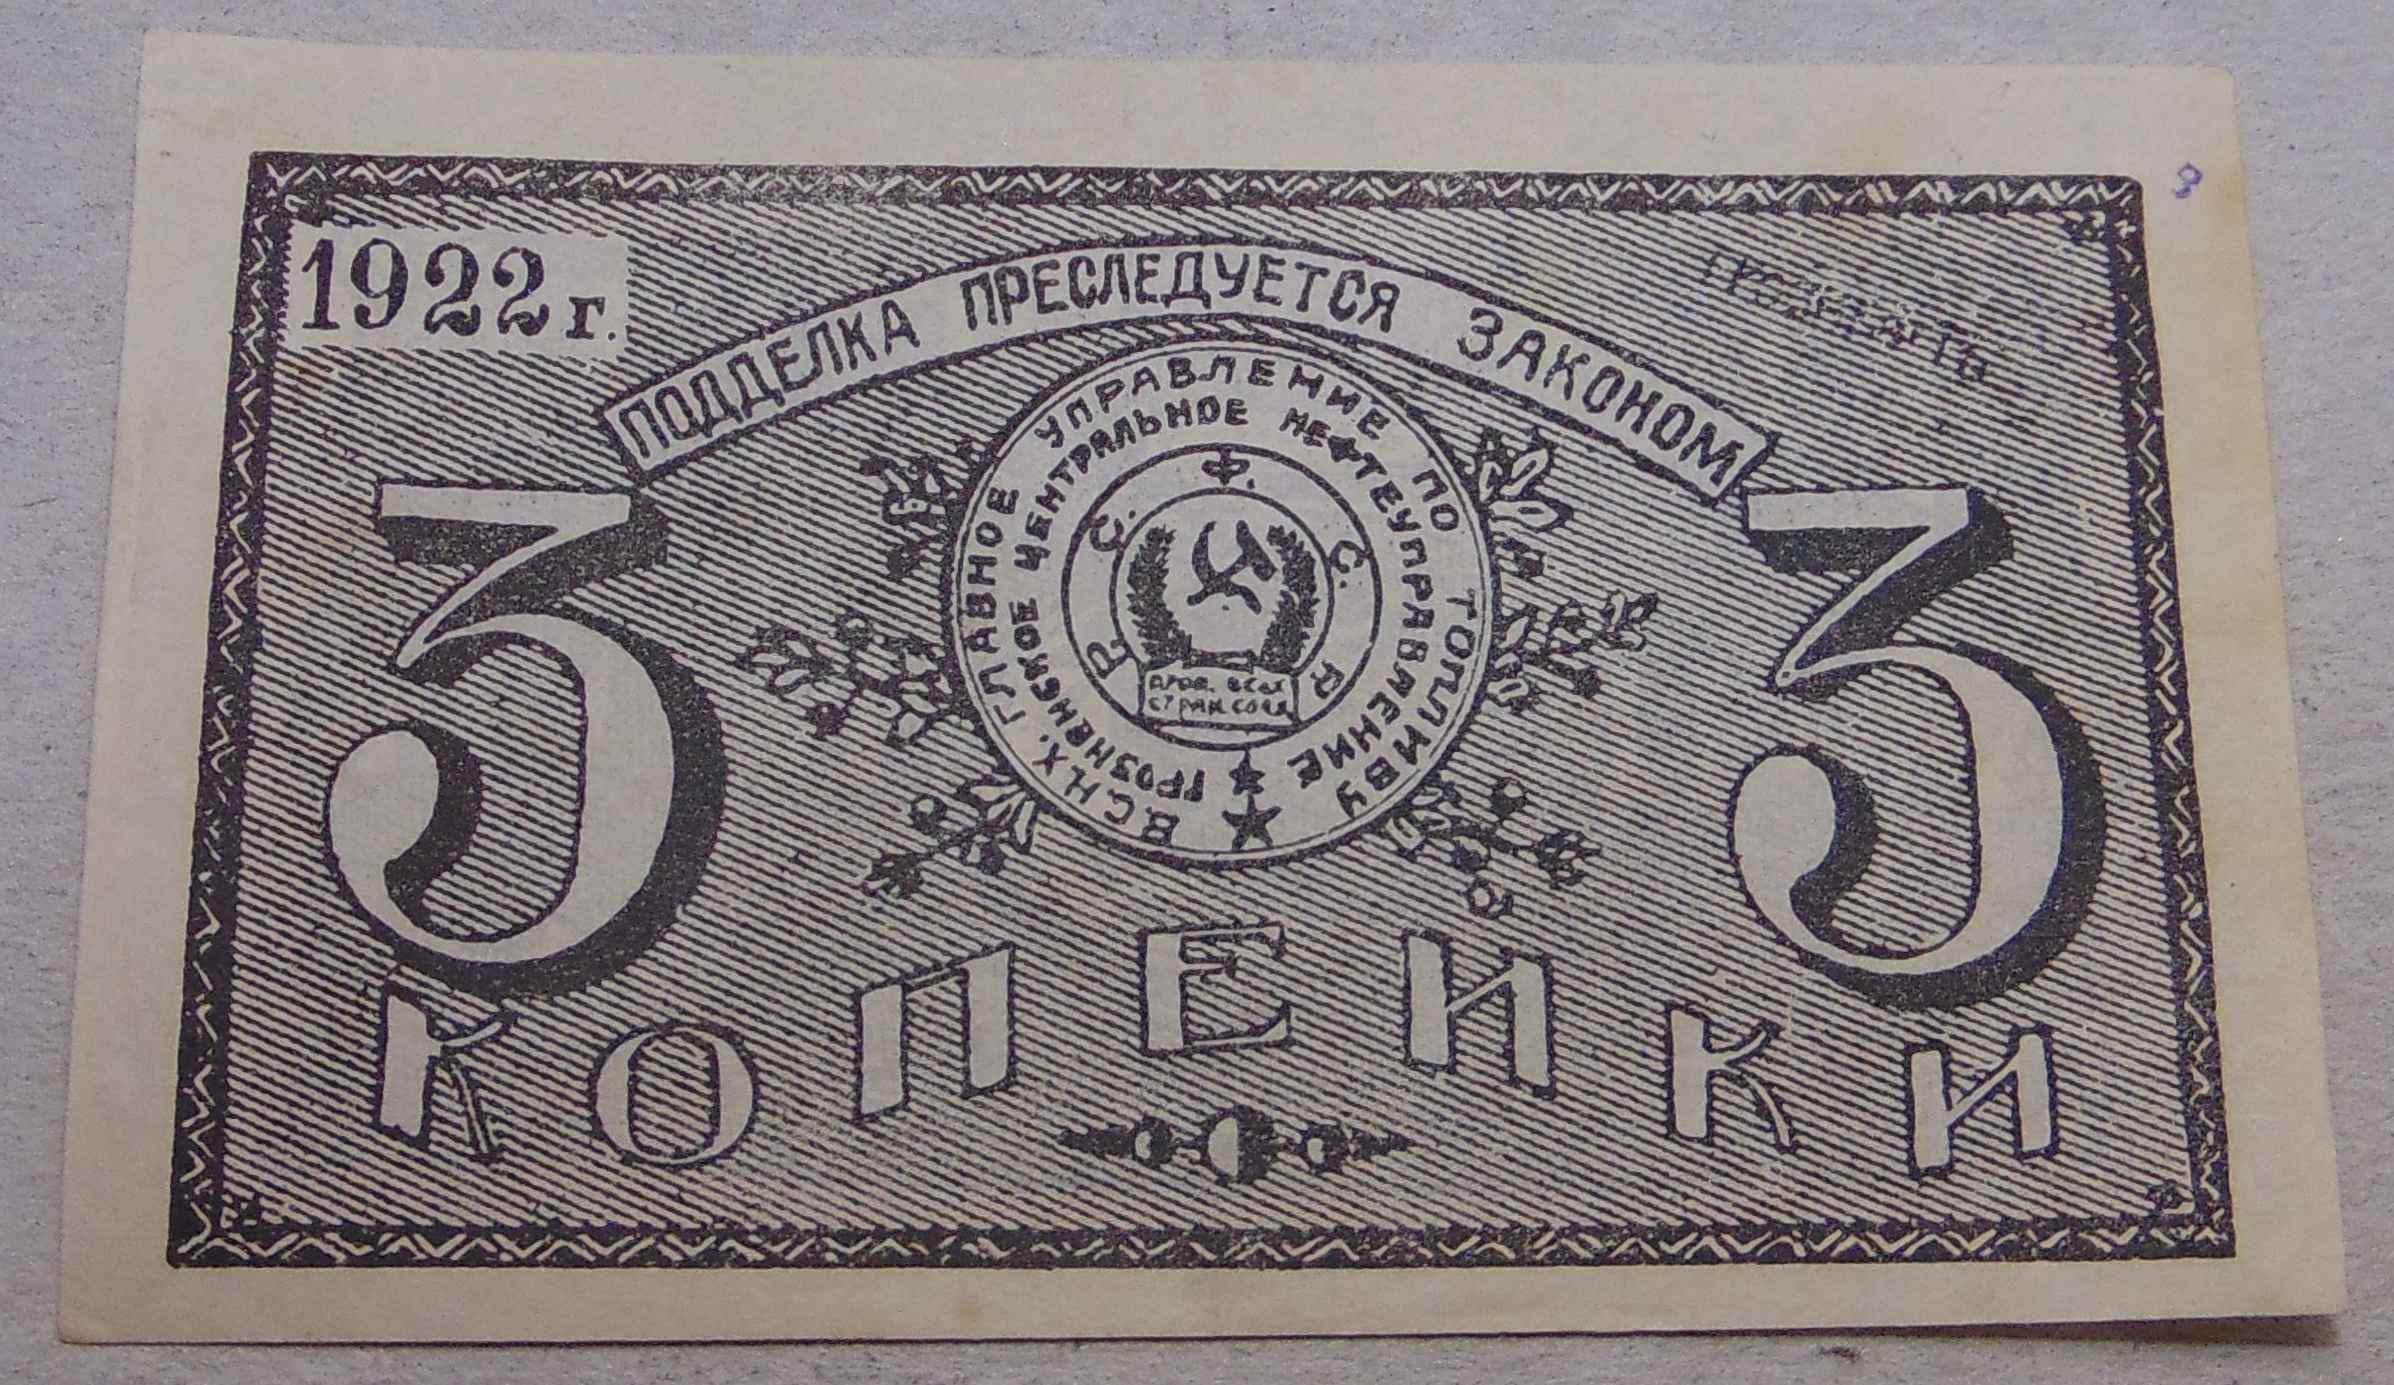 1922 г.
ПОДДЕЛКА ПРЕСЛЕДУЕТСЯ ЗАКОНОМ
В.С.Н.Х. ГЛАВНОЕ УПРАВЛЕНИЕ ПО ТОПЛИВУ
ГРОЗНЕНСКОЕ ЦЕНТРАЛЬНОЕ НЕФТЕУПРАВЛЕНИЕ
Р. С. Ф. С. Р.
ПРОЛ. ВСЕХ
СТРАН СОЕД
3 3
КОПЕЙКИ